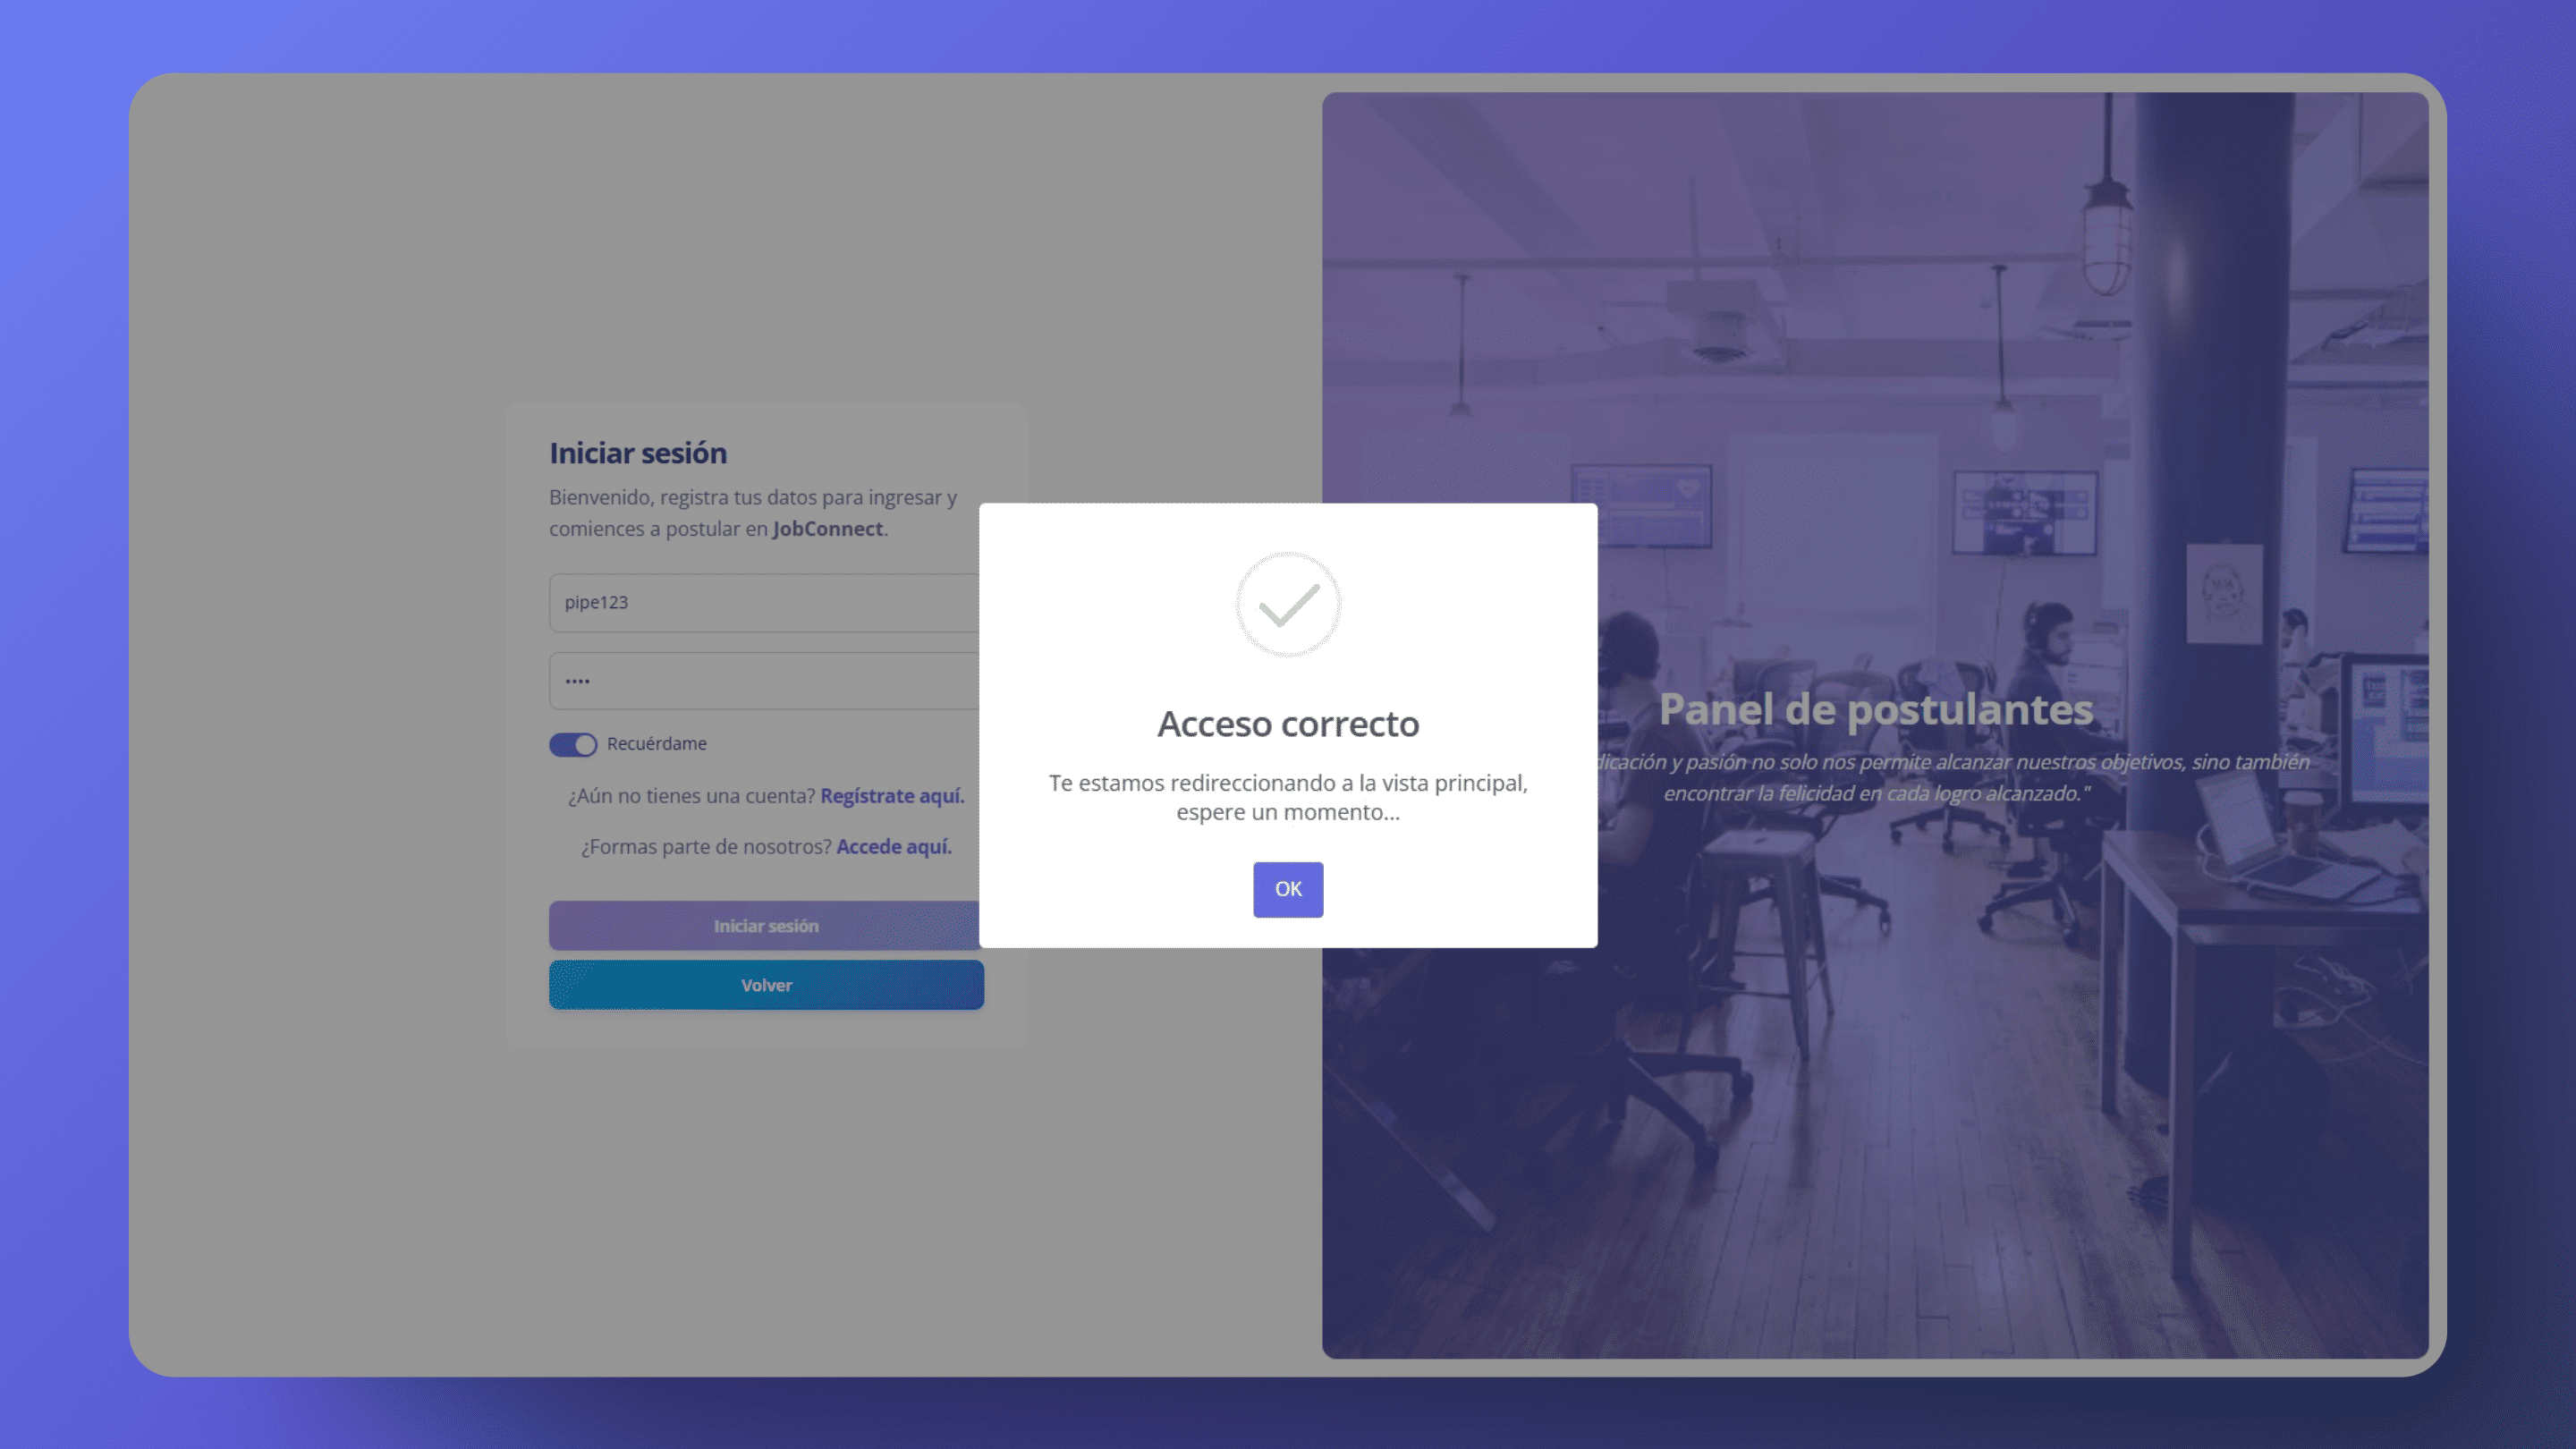 Iniciar sesión
Bienvenido, registra tus datos para ingresar y
comiences a postular en JobConnect.
pipe123
••••
Recuérdame
¿Aún no tienes una cuenta? Regístrate aquí.
¿Formas parte de nosotros? Accede aquí.
Iniciar sesión
Volver
Acceso correcto
Te estamos redireccionando a la vista principal,
espere un momento...
OK
Panel de postulantes
y pasión no solo nos permite alcanzar nuestros objetivos, sino también
encontrar la felicidad en cada logro alcanzado."